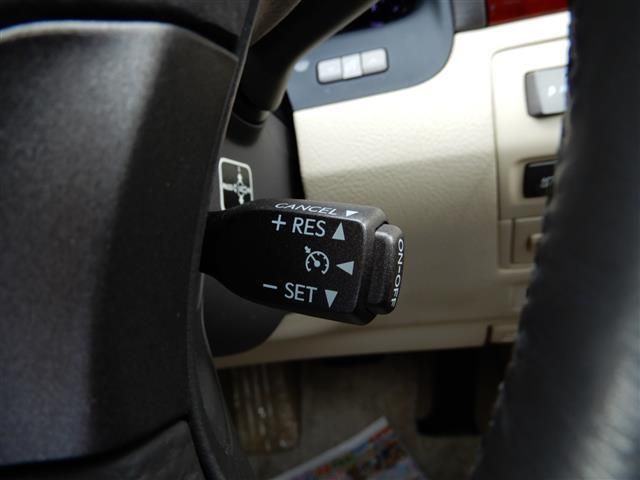 CANCEL ▼
+ RES ▲
◀
− SET ▼
ON-OFF